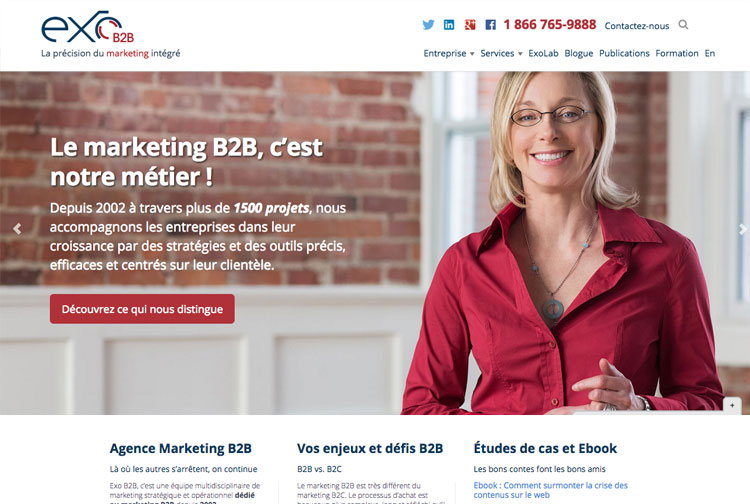 exo B2B
La précision du marketing intégré
1 866 765-9888 Contactez-nous
Entreprise Services ExoLab Blogue Publications Formation En
Le marketing B2B, c’est
notre métier !
Depuis 2002 à travers plus de 1500 projets, nous
accompagnons les entreprises dans leur
croissance par des stratégies et des outils précis,
efficaces et centrés sur leur clientèle.
Découvrez ce qui nous distingue
Agence Marketing B2B
Là où les autres s’arrêtent, on continue
Exo B2B, c’est une équipe multidisciplinaire de
marketing stratégique et opérationnel dédié
au marketing B2B depuis 2002
Vos enjeux et défis B2B
B2B vs. B2C
Le marketing B2B est très différent du
marketing B2C. Le processus d’achat est
Études de cas et Ebook
Les bons contes font les bons amis
Ebook : Comment surmonter la crise des
contenus sur le web